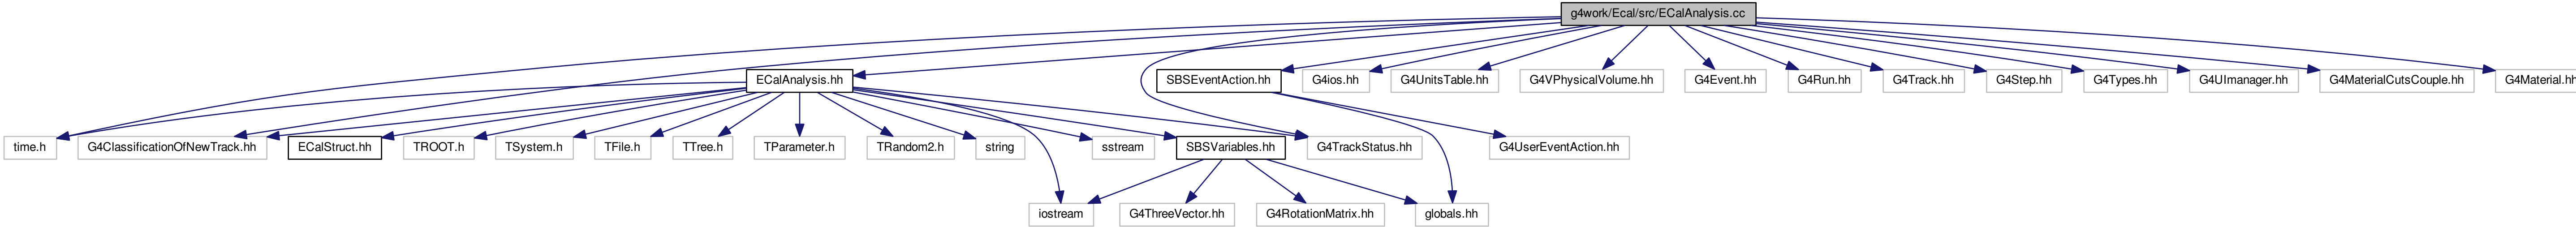 g4work/Ecal/src/ECalAnalysis.cc
ECalAnalysis.hh
SBSEventAction.hh
G4ios.hh
G4UnitsTable.hh
G4VPhysicalVolume.hh
G4Event.hh
G4Run.hh
G4Track.hh
G4Step.hh
G4Types.hh
G4UImanager.hh
G4MaterialCutsCouple.hh
G4Material.hh
time.h
G4ClassificationOfNewTrack.hh
ECalStruct.hh
TROOT.h
TSystem.h
TFile.h
TTree.h
TParameter.h
TRandom2.h
string
sstream
SBSVariables.hh
G4TrackStatus.hh
G4UserEventAction.hh
iostream
G4ThreeVector.hh
G4RotationMatrix.hh
globals.hh